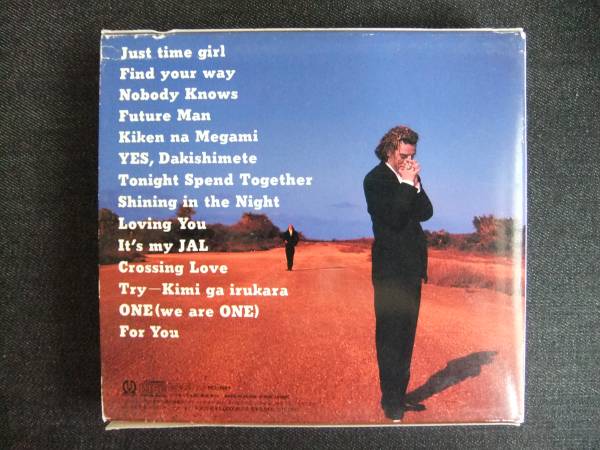 Just time girl
Find your way
Nobody Knows
Future Man
Kiken na Megami
YES, Dakishimete
Tonight Spend Together
Shining in the Night
Loving You
It's my JAL
Crossing Love
Try—Kimi ga irukara
ONE(we are ONE)
For You